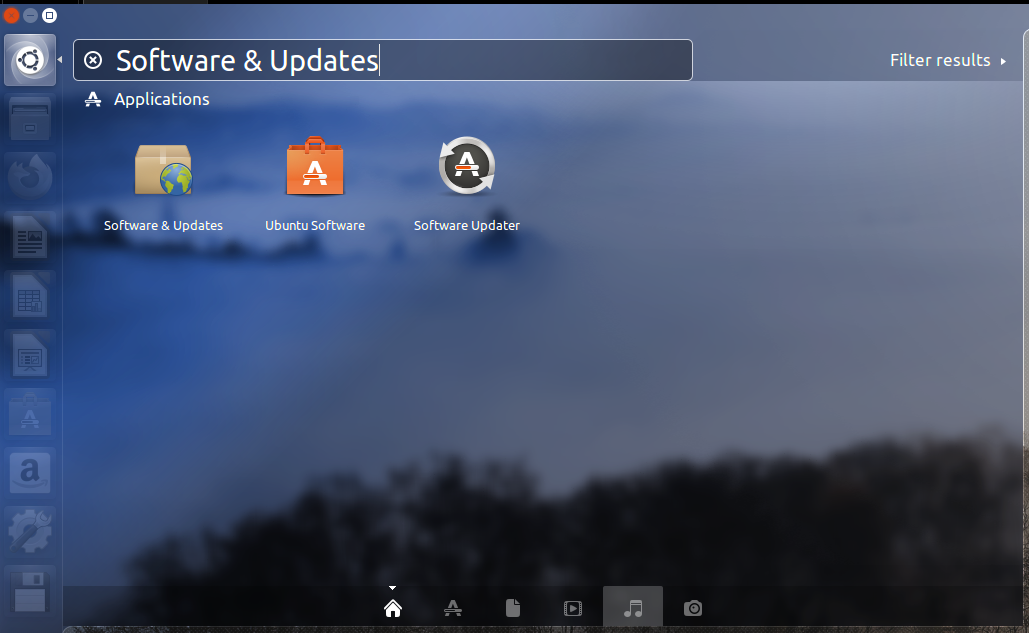 Software & Updates
Filter results
Applications
Software & Updates
Ubuntu Software
Software Updater
a